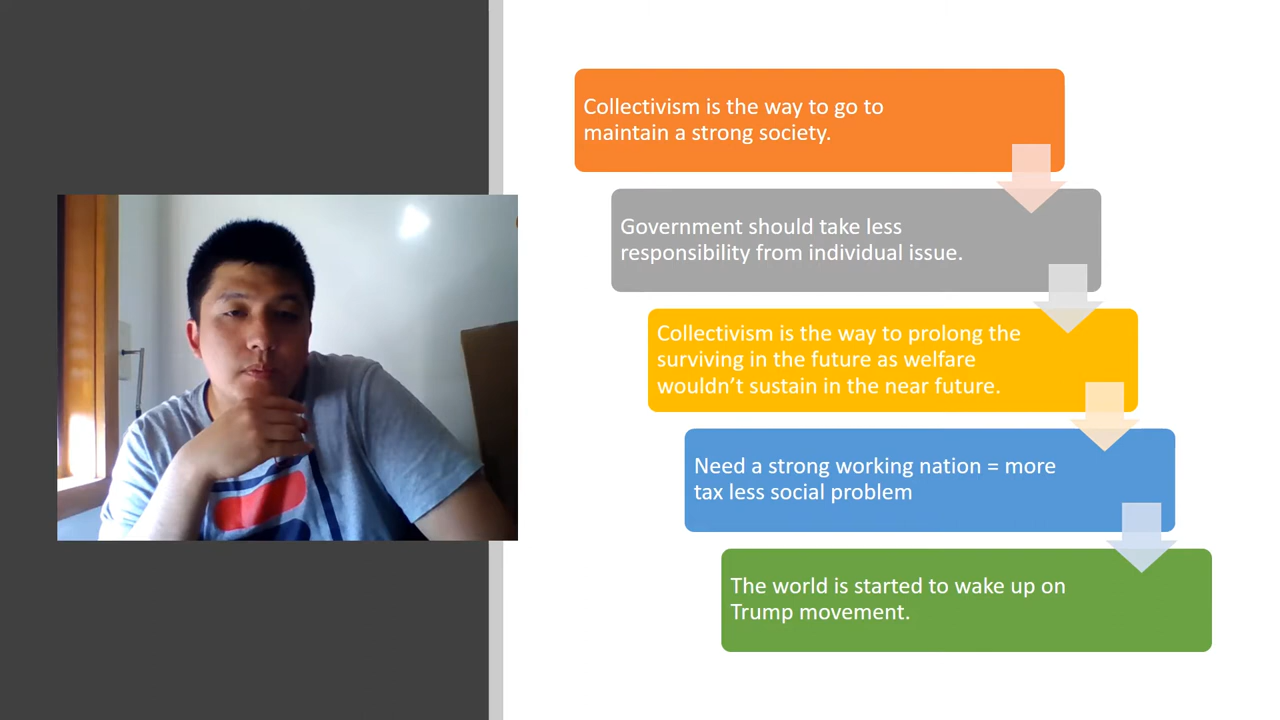 Collectivism is the way to go to
maintain a strong society.
Government should take less
responsibility from individual issue.
Collectivism is the way to prolong the
surviving in the future as welfare
wouldn’t sustain in the near future.
Need a strong working nation = more
tax less social problem
The world is started to wake up on
Trump movement.